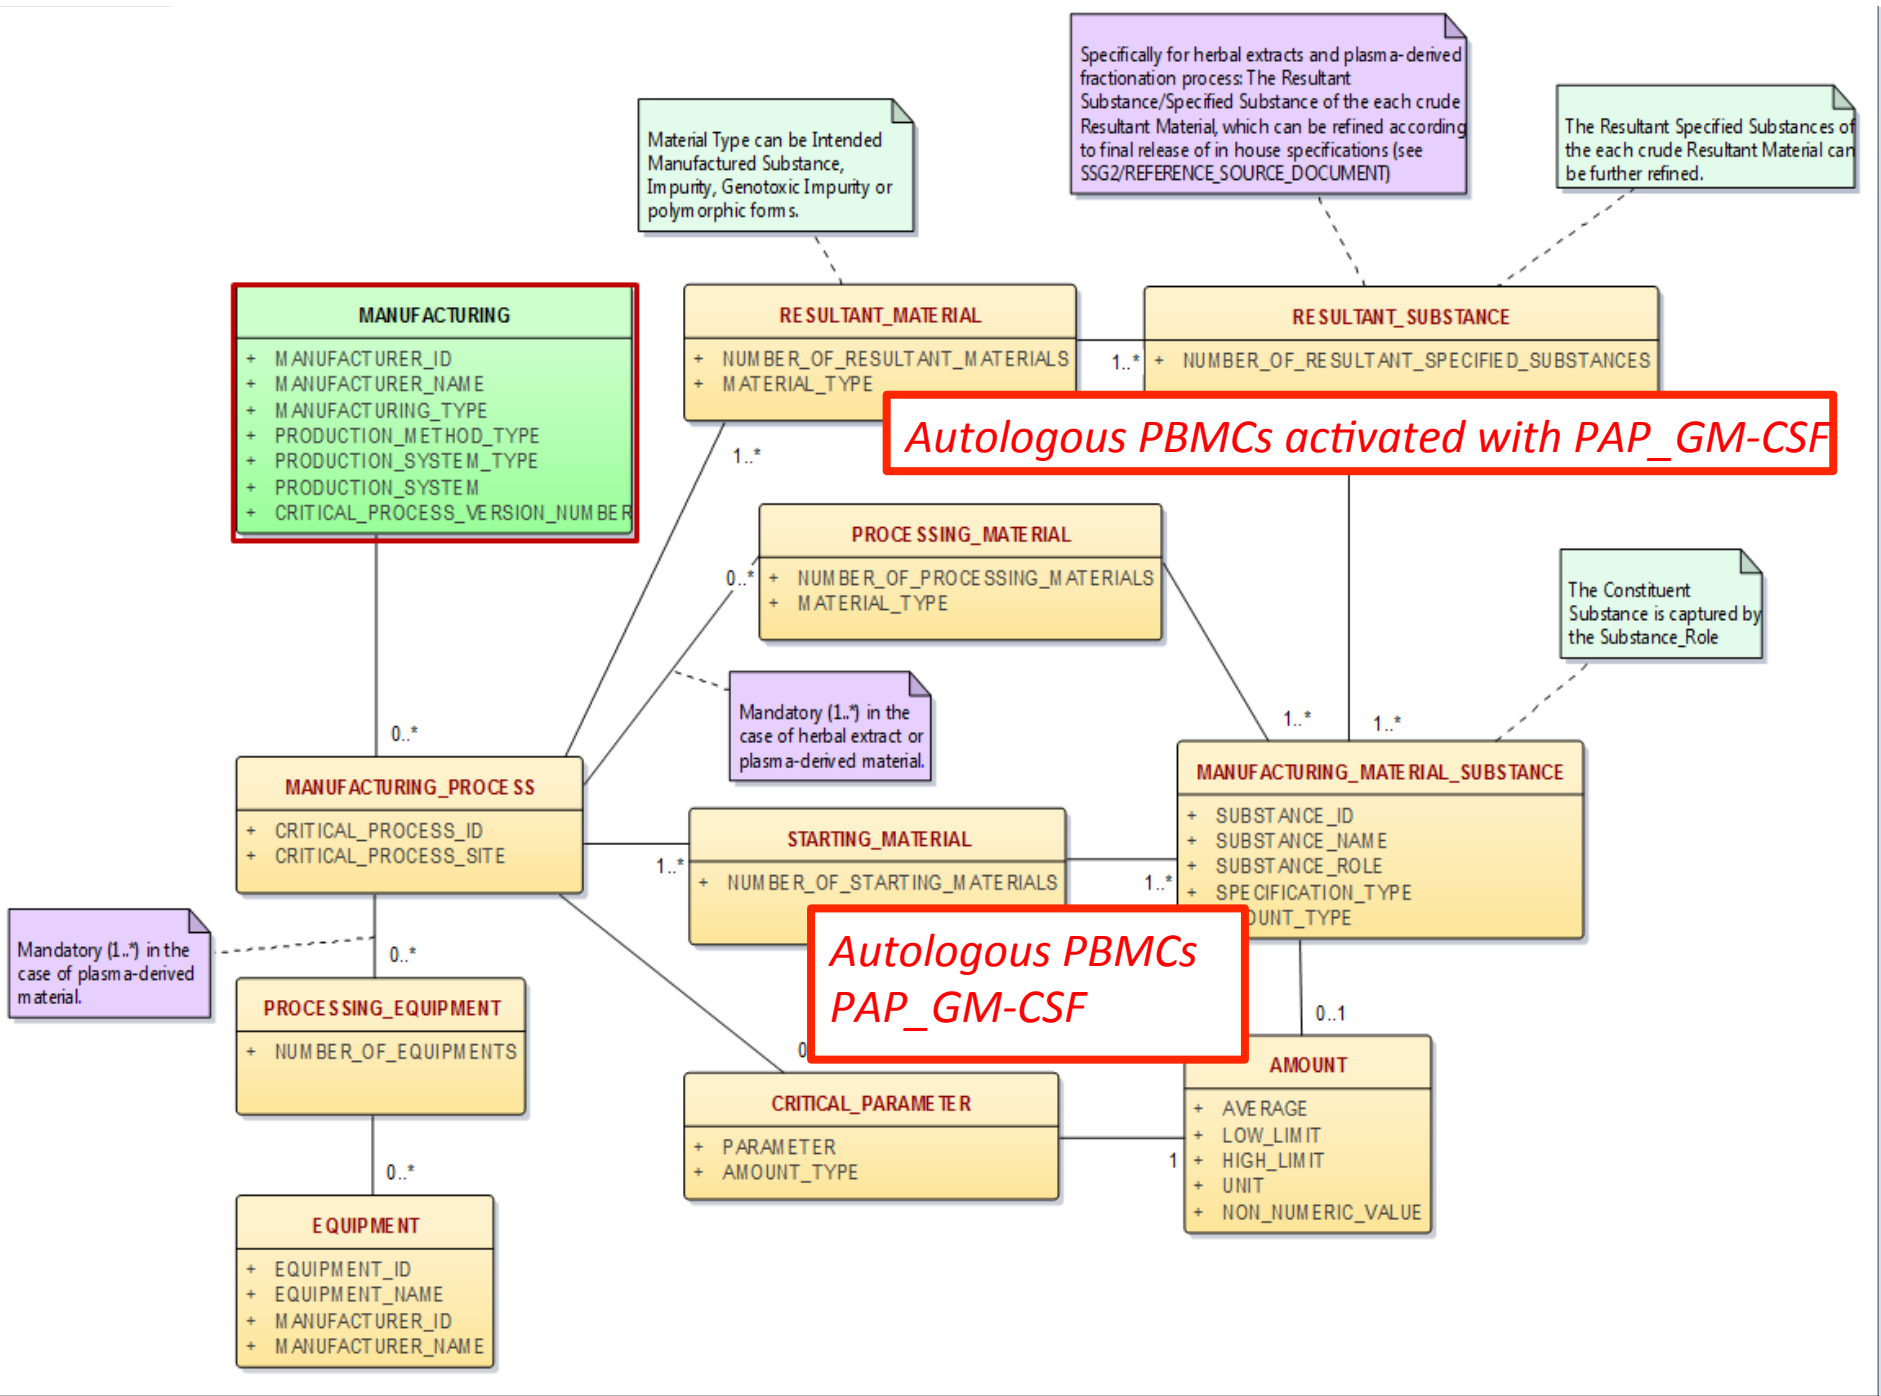 Specifically for herbal extracts and plasma-derived
fractionation process: The Resultant
Substance/Specified Substance of the each crude
Resultant Material, which can be refined according
to final release of in house specifications (see
SSG2/REFERENCE_SOURCE_DOCUMENT)
The Resultant Specified Substances of
the each crude Resultant Material can
be further refined.
Material Type can be Intended
Manufactured Substance,
Impurity, Genotoxic Impurity or
polymorphic forms.
MANUFACTURING
+ MANUFACTURER_ID
+ MANUFACTURER_NAME
+ MANUFACTURING_TYPE
+ PRODUCTION_METHOD_TYPE
+ PRODUCTION_SYSTEM_TYPE
+ PRODUCTION_SYSTEM
+ CRITICAL_PROCESS_VERSION_NUMBER
RESULTANT_MATERIAL
+ NUMBER_OF_RESULTANT_MATERIALS
+ MATERIAL_TYPE
1..*
RESULTANT_SUBSTANCE
+ NUMBER_OF_RESULTANT_SPECIFIED_SUBSTANCES
Autologous PBMCs activated with PAP_GM-CSF
1..*
PROCESSING_MATERIAL
0..*
+ NUMBER_OF_PROCESSING_MATERIALS
+ MATERIAL_TYPE
The Constituent
Substance is captured by
the Substance_Role
Mandatory (1..*) in the
case of herbal extract or
plasma-derived material.
0..*
1..*
1..*
MANUFACTURING_PROCESS
+ CRITICAL_PROCESS_ID
+ CRITICAL_PROCESS_SITE
1..*
STARTING_MATERIAL
+ NUMBER_OF_STARTING_MATERIALS
1..*
MANUFACTURING_MATERIAL_SUBSTANCE
+ SUBSTANCE_ID
+ SUBSTANCE_NAME
+ SUBSTANCE_ROLE
+ SPECIFICATION_TYPE
OUNT_TYPE
Autologous PBMCs
PAP_GM-CSF
Mandatory (1..*) in the
case of plasma-derived
material.
0..*
PROCESSING_EQUIPMENT
+ NUMBER_OF_EQUIPMENTS
0..1
0
CRITICAL_PARAMETER
+ PARAMETER
+ AMOUNT_TYPE
1
AMOUNT
+ AVERAGE
+ LOW_LIMIT
+ HIGH_LIMIT
+ UNIT
+ NON_NUMERIC_VALUE
0..*
EQUIPMENT
+ EQUIPMENT_ID
+ EQUIPMENT_NAME
+ MANUFACTURER_ID
+ MANUFACTURER_NAME